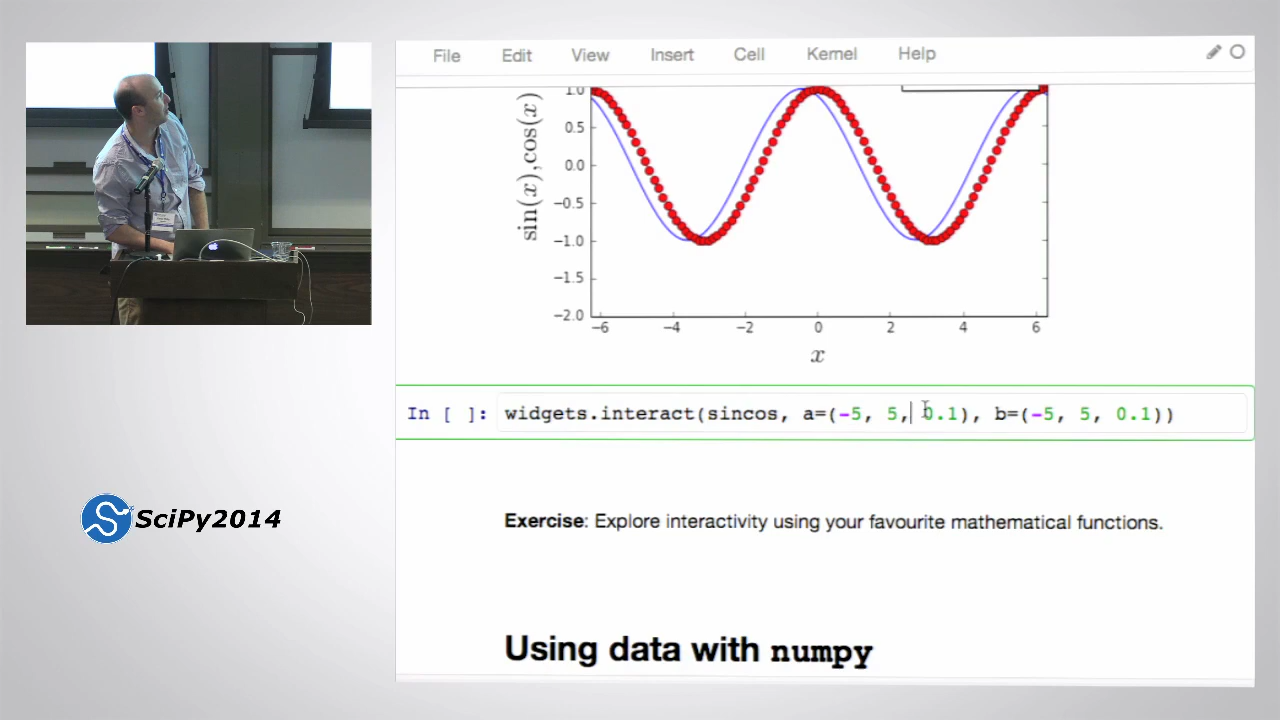 File Edit View Insert Cell Kernel Help
1.0
0.5
0.0
−0.5
−1.0
−1.5
−2.0
sin(x),cos(x)
−6 −4 −2 0 2 4 6
x
In [ ]: widgets.interact(sincos, a=(-5, 5, 0.1), b=(-5, 5, 0.1))
Exercise: Explore interactivity using your favourite mathematical functions.
Using data with numpy
SciPy2014